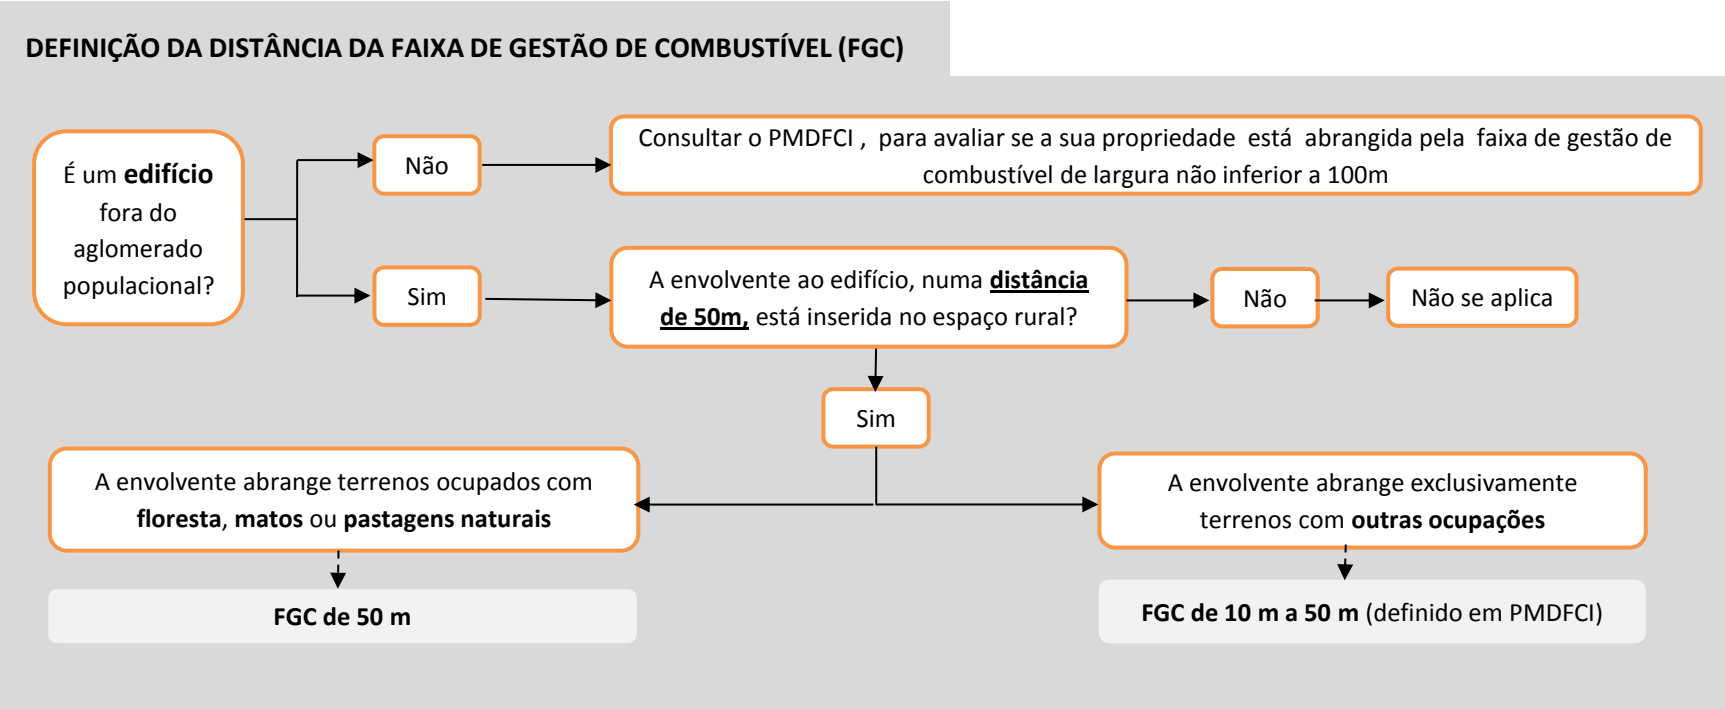 DEFINIÇÃO DA DISTÂNCIA DA FAIXA DE GESTÃO DE COMBUSTÍVEL (FGC)
É um edifício
fora do
aglomerado
populacional?
Não
Consultar o PMDFCI , para avaliar se a sua propriedade está abrangida pela faixa de gestão de
combustível de largura não inferior a 100m
Sim
A envolvente ao edifício, numa distância
de 50m, está inserida no espaço rural?
Não
Não se aplica
Sim
A envolvente abrange terrenos ocupados com
floresta, matos ou pastagens naturais
A envolvente abrange exclusivamente
terrenos com outras ocupações
FGC de 50 m
FGC de 10 m a 50 m (definido em PMDFCI)